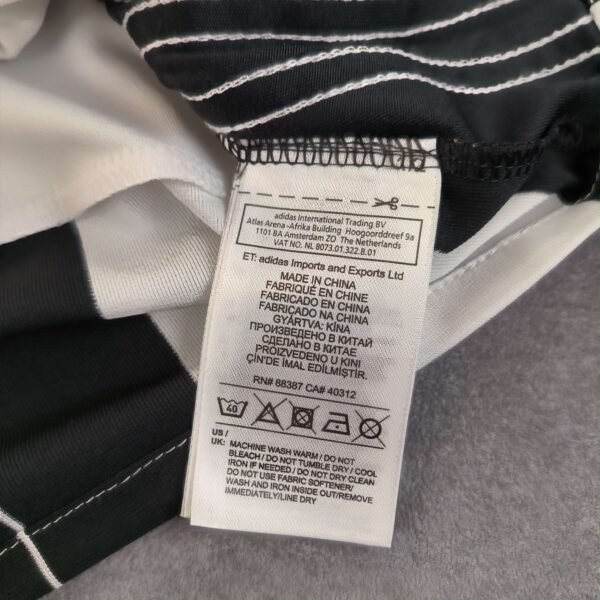 adidas International Trading BV
Atlas Arena -Afrika Building Hoogoorddreef 9a
1101 BA Amsterdam ZO The Netherlands
VAT NO. NL 8073.01.322.B.01
ET: adidas Imports and Exports Ltd
MADE IN CHINA
FABRIQUÉ EN CHINE
FABRICADO EN CHINA
FABRICADO NA CHINA
GYÁRTVA: KÍNA
ПРОИЗВЕДЕНО В КИТАЙ
СДЕЛАНО В КИТАЕ
PROIZVEDENO U KINI
ÇİN'DE İMAL EDİLMİŞTİR.
RN# 88387 CA# 40312
40
US /
UK: MACHINE WASH WARM / DO NOT
BLEACH / DO NOT TUMBLE DRY / COOL
IRON IF NEEDED / DO NOT DRY CLEAN
DO NOT USE FABRIC SOFTENER/
WASH AND IRON INSIDE OUT/REMOVE
IMMEDIATELY/LINE DRY